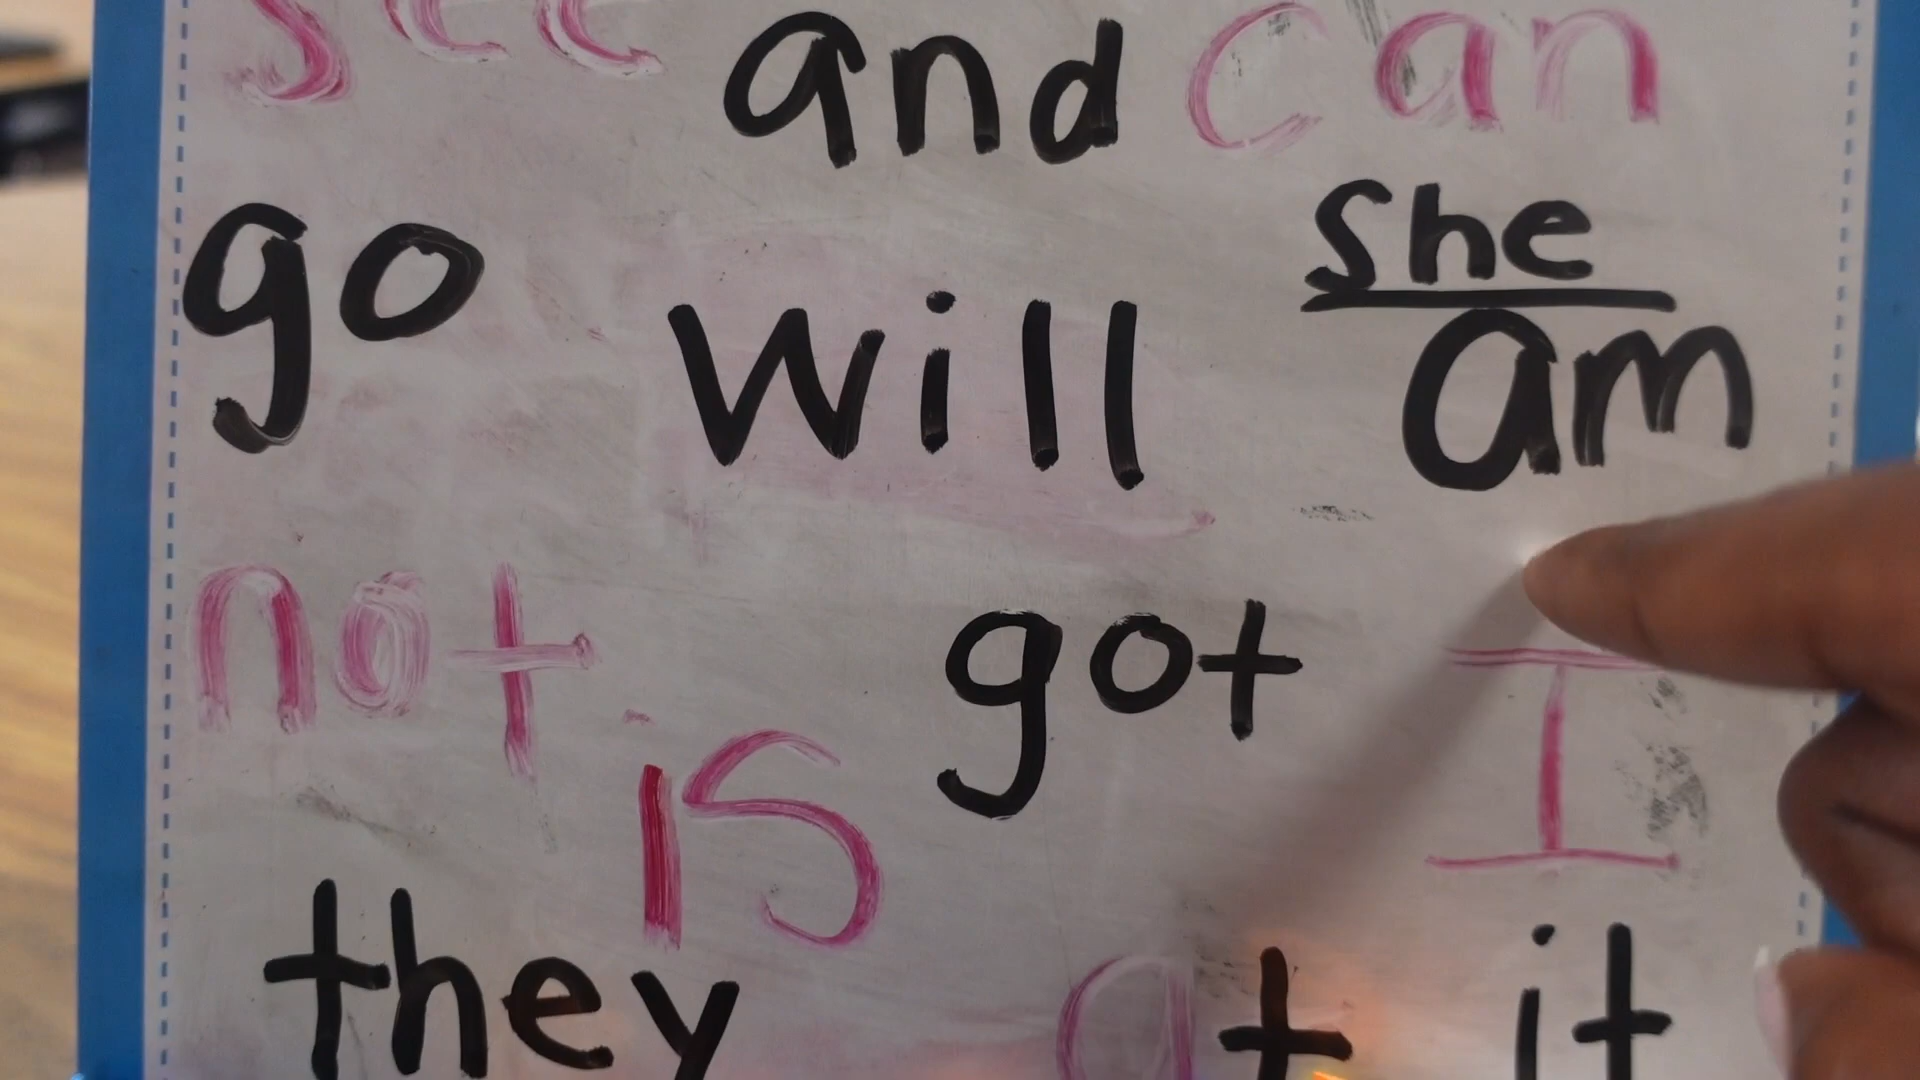 see and can
she
go will am
not got I
is
they at it